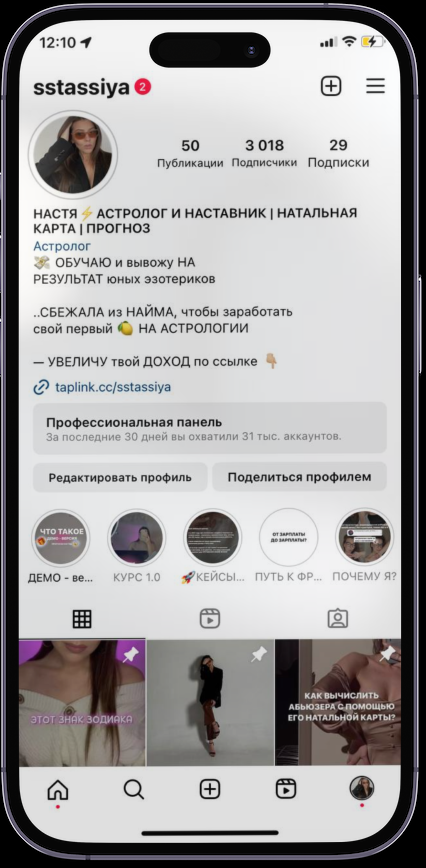 12:10
sstassiya 2
50 3 018 29
Публикации Подписчики Подписки
НАСТЯ⚡АСТРОЛОГ И НАСТАВНИК | НАТАЛЬНАЯ
КАРТА | ПРОГНОЗ
Астролог
💸 ОБУЧАЮ и вывожу НА
РЕЗУЛЬТАТ юных эзотериков
..СБЕЖАЛА из НАЙМА, чтобы заработать
свой первый 🍋 НА АСТРОЛОГИИ
— УВЕЛИЧУ твой ДОХОД по ссылке 👇🏼
taplink.cc/sstassiya
Профессиональная панель
За последние 30 дней вы охватили 31 тыс. аккаунтов.
Редактировать профиль Поделиться профилем
ЧТО ТАКОЕ
ОТ ЗАРПЛАТЫ
ДО ЗАРПЛАТЫ?
ДЕМО - ве... КУРС 1.0 🚀КЕЙСЫ... ПУТЬ К ФР... ПОЧЕМУ Я?
ЭТОТ ЗНАК ЗОДИАКА
КАК ВЫЧИСЛИТЬ
АБЬЮЗЕРА С ПОМОЩЬЮ
ЕГО НАТАЛЬНОЙ КАРТЫ?